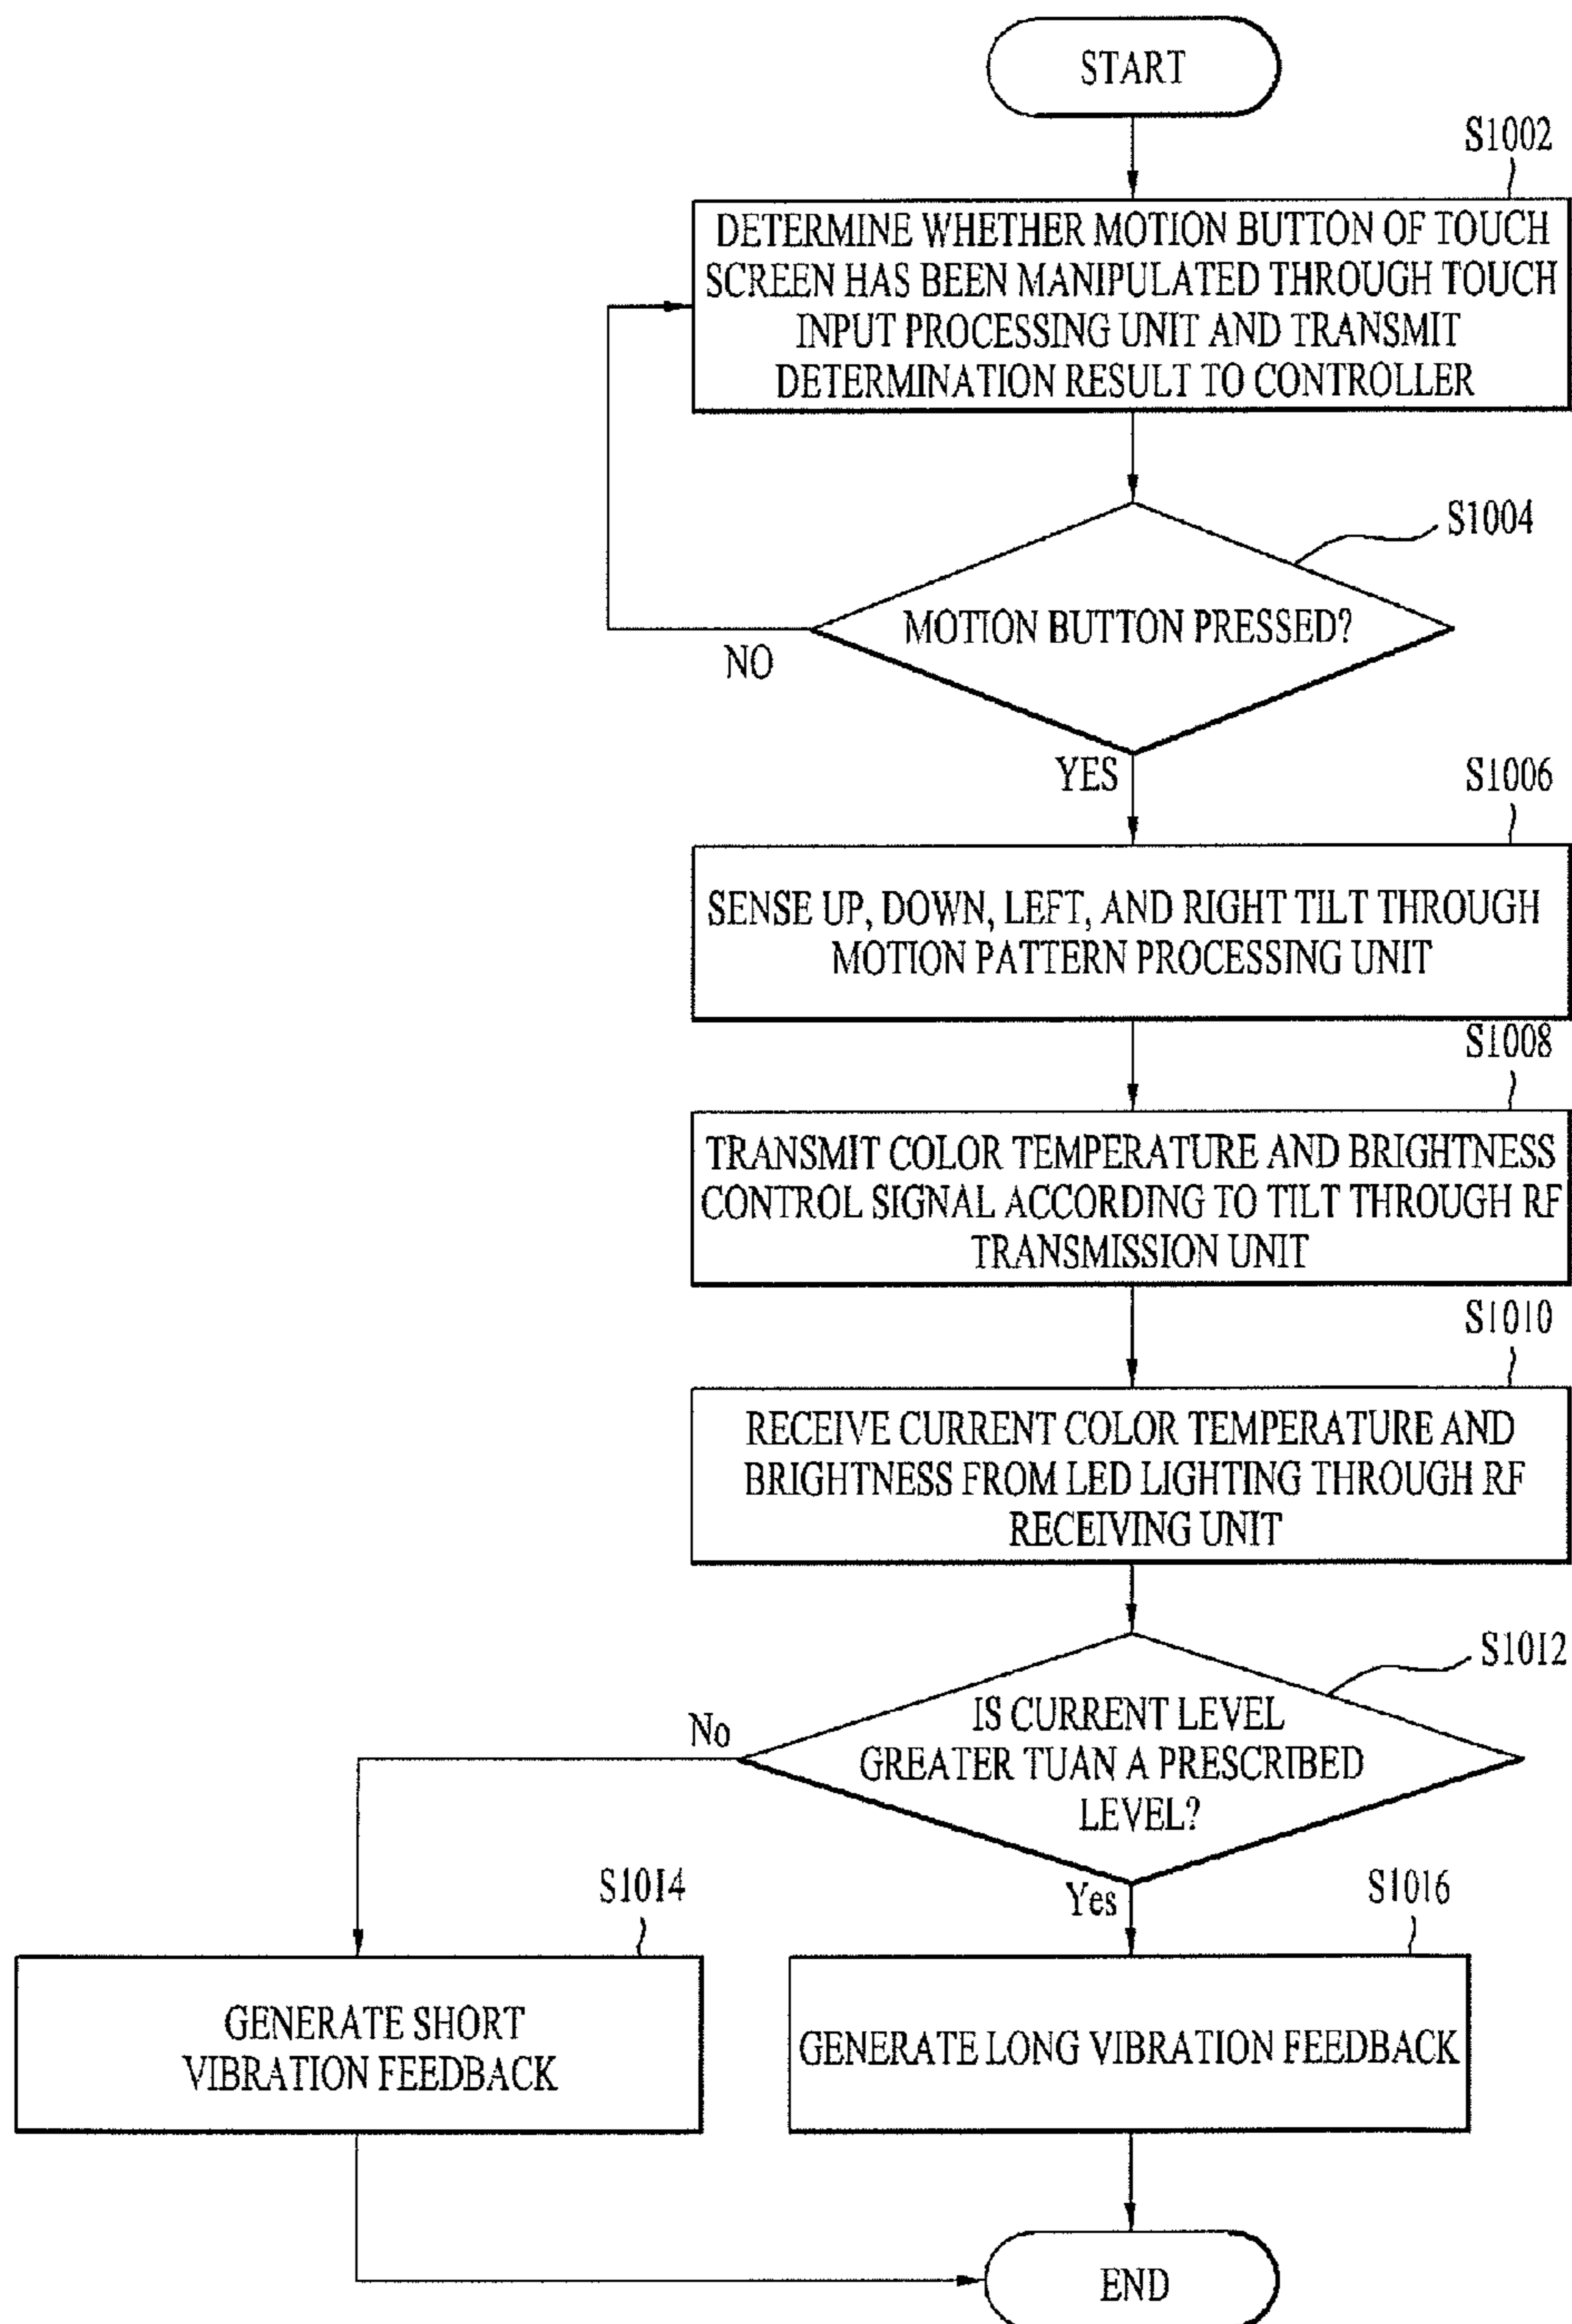 START
S1002
DETERMINE WHETHER MOTION BUTTON OF TOUCH
SCREEN HAS BEEN MANIPULATED THROUGH TOUCH
INPUT PROCESSING UNIT AND TRANSMIT
DETERMINATION RESULT TO CONTROLLER
S1004
MOTION BUTTON PRESSED?
NO
YES
S1006
SENSE UP, DOWN, LEFT, AND RIGHT TILT THROUGH
MOTION PATTERN PROCESSING UNIT
S1008
TRANSMIT COLOR TEMPERATURE AND BRIGHTNESS
CONTROL SIGNAL ACCORDING TO TILT THROUGH RF
TRANSMISSION UNIT
S1010
RECEIVE CURRENT COLOR TEMPERATURE AND
BRIGHTNESS FROM LED LIGHTING THROUGH RF
RECEIVING UNIT
S1012
IS CURRENT LEVEL
GREATER TUAN A PRESCRIBED
LEVEL?
No
Yes
S1014
GENERATE SHORT
VIBRATION FEEDBACK
S1016
GENERATE LONG VIBRATION FEEDBACK
END